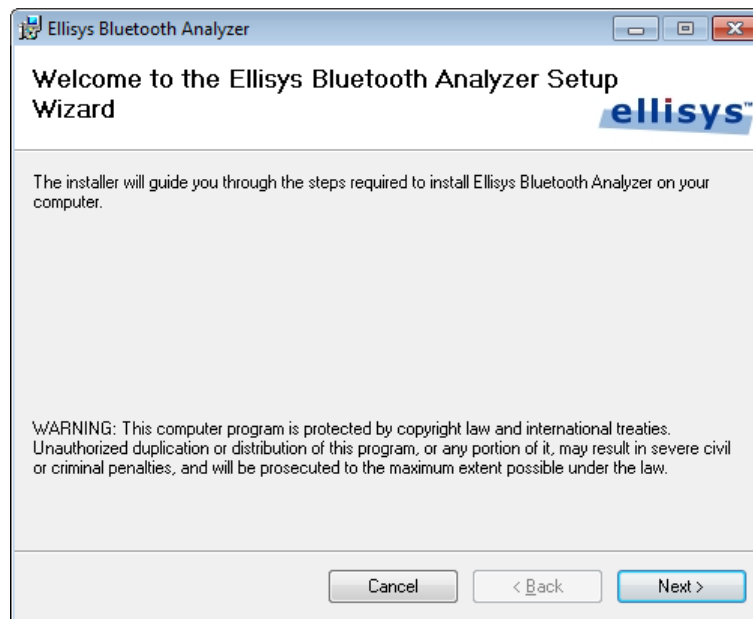 Ellisys Bluetooth Analyzer
Welcome to the Ellisys Bluetooth Analyzer Setup
Wizard
ellisys™
The installer will guide you through the steps required to install Ellisys Bluetooth Analyzer on your
computer.
WARNING: This computer program is protected by copyright law and international treaties.
Unauthorized duplication or distribution of this program, or any portion of it, may result in severe civil
or criminal penalties, and will be prosecuted to the maximum extent possible under the law.
Cancel
< Back
Next >